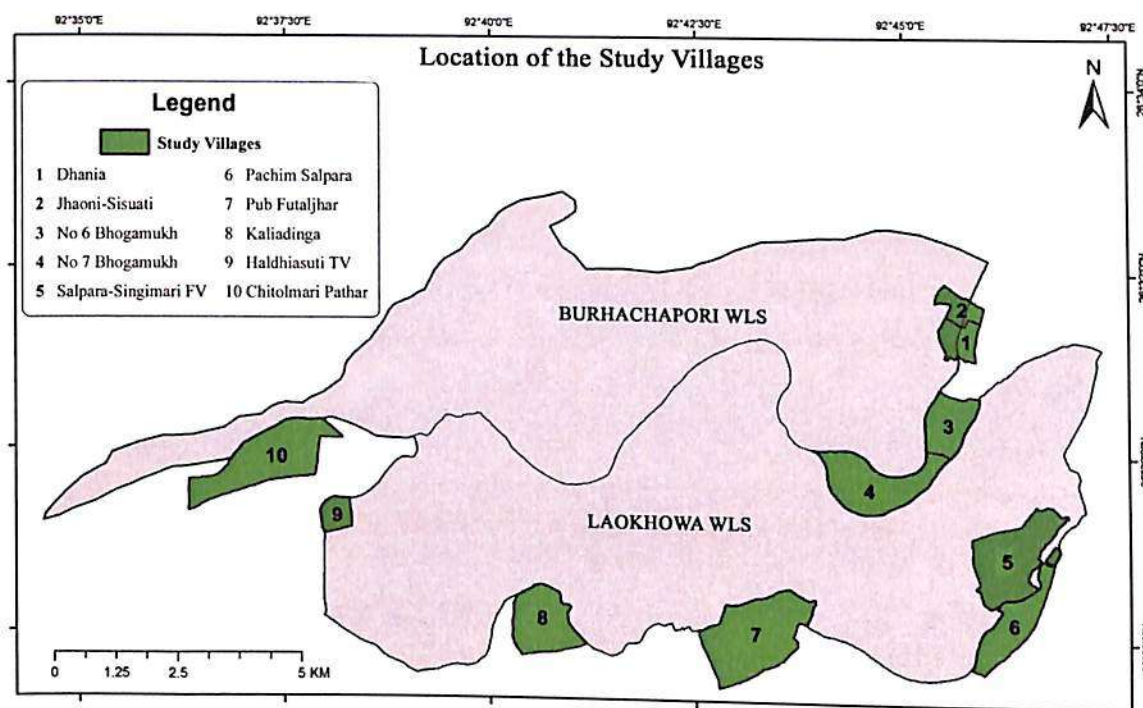 92°35'0"E 92°37'30"E 92°40'0"E 92°42'30"E 92°45'0"E 92°47'30"E
Location of the Study Villages
N
Legend
Study Villages
1 Dhania
2 Jhaoni-Sisuati
3 No 6 Bhogamukh
4 No 7 Bhogamukh
5 Salpara-Singimari FV
6 Pachim Salpara
7 Pub Futaljhar
8 Kaliadinga
9 Haldhiasuti TV
10 Chitolmari Pathar
BURHACHAPORI WLS
2
1
3
10
4
9
LAOKHOWA WLS
5
8
7
6
0 1.25 2.5 5 KM